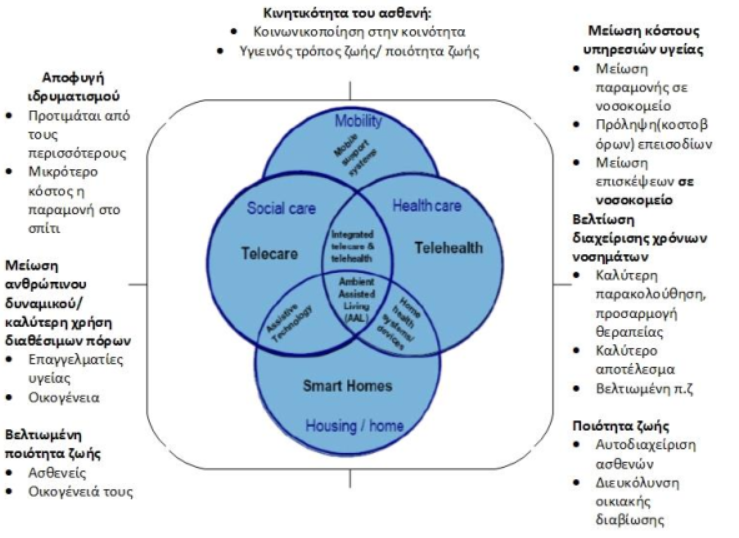 Κινητικότητα του ασθενή:
• Κοινωνικοποίηση στην κοινότητα
• Υγιεινός τρόπος ζωής/ ποιότητα ζωής
Αποφυγή
ιδρυματισμού
• Προτιμάται από
τους
περισσότερους
• Μικρότερο
κόστος η
παραμονή στο
σπίτι
Μείωση
ανθρώπινου
δυναμικού/
καλύτερη χρήση
διαθέσιμων πόρων
• Επαγγελματίες
υγείας
• Οικογένεια
Βελτιωμένη
ποιότητα ζωής
• Ασθενείς
• Οικογένειά τους
Mobility
Mobile
support
systems
Social care
Telecare
Health care
Telehealth
Integrated
telecare &
telehealth
Ambient
Assisted
Living
(AAL)
Assistive
Technology
Home
health
systems/
devices
Smart Homes
Housing / home
Μείωση κόστους
υπηρεσιών υγείας
• Μείωση
παραμονής σε
νοσοκομείο
• Πρόληψη(κοστοβ
όρων) επεισοδίων
• Μείωση
επισκέψεων σε
νοσοκομείο
Βελτίωση
διαχείρισης χρόνιων
νοσημάτων
• Καλύτερη
παρακολούθηση,
προσαρμογή
θεραπείας
• Καλύτερο
αποτέλεσμα
• Βελτιωμένη π.ζ
Ποιότητα ζωής
• Αυτοδιαχείριση
ασθενών
• Διευκόλυνση
οικιακής
διαβίωσης